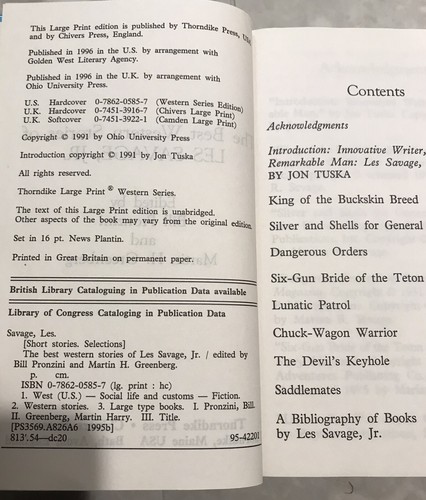 This Large Print edition is published by Thorndike Press, USA
and by Chivers Press, England.
Published in 1996 in the U.S. by arrangement with
Golden West Literary Agency.
Published in 1996 in the U.K. by arrangement with
Ohio University Press.
U.S. Hardcover 0-7862-0585-7 (Western Series Edition)
U.K. Hardcover 0-7451-3916-7 (Chivers Large Print)
U.K. Softcover 0-7451-3922-1 (Camden Large Print)
Copyright © 1991 by Ohio University Press
Introduction copyright © 1991 by Jon Tuska
All rights reserved.
Thorndike Large Print ® Western Series.
The text of this Large Print edition is unabridged.
Other aspects of the book may vary from the original edition.
Set in 16 pt. News Plantin.
Printed in Great Britain on permanent paper.
British Library Cataloguing in Publication Data available
Library of Congress Cataloging in Publication Data
Savage, Les.
[Short stories. Selections]
The best western stories of Les Savage, Jr. / edited by
Bill Pronzini and Martin H. Greenberg.
p. cm.
ISBN 0-7862-0585-7 (lg. print : hc)
1. West (U.S.) — Social life and customs — Fiction.
2. Western stories. 3. Large type books. I. Pronzini, Bill.
II. Greenberg, Martin Harry. III. Title.
[PS3569.A826A6 1995b]
813'.54—dc20 95-42201
Contents
Acknowledgments
Introduction: Innovative Writer,
Remarkable Man: Les Savage,
BY JON TUSKA
King of the Buckskin Breed
Silver and Shells for General
Dangerous Orders
Six-Gun Bride of the Teton
Lunatic Patrol
Chuck-Wagon Warrior
The Devil's Keyhole
Saddlemates
A Bibliography of Books
by Les Savage, Jr.